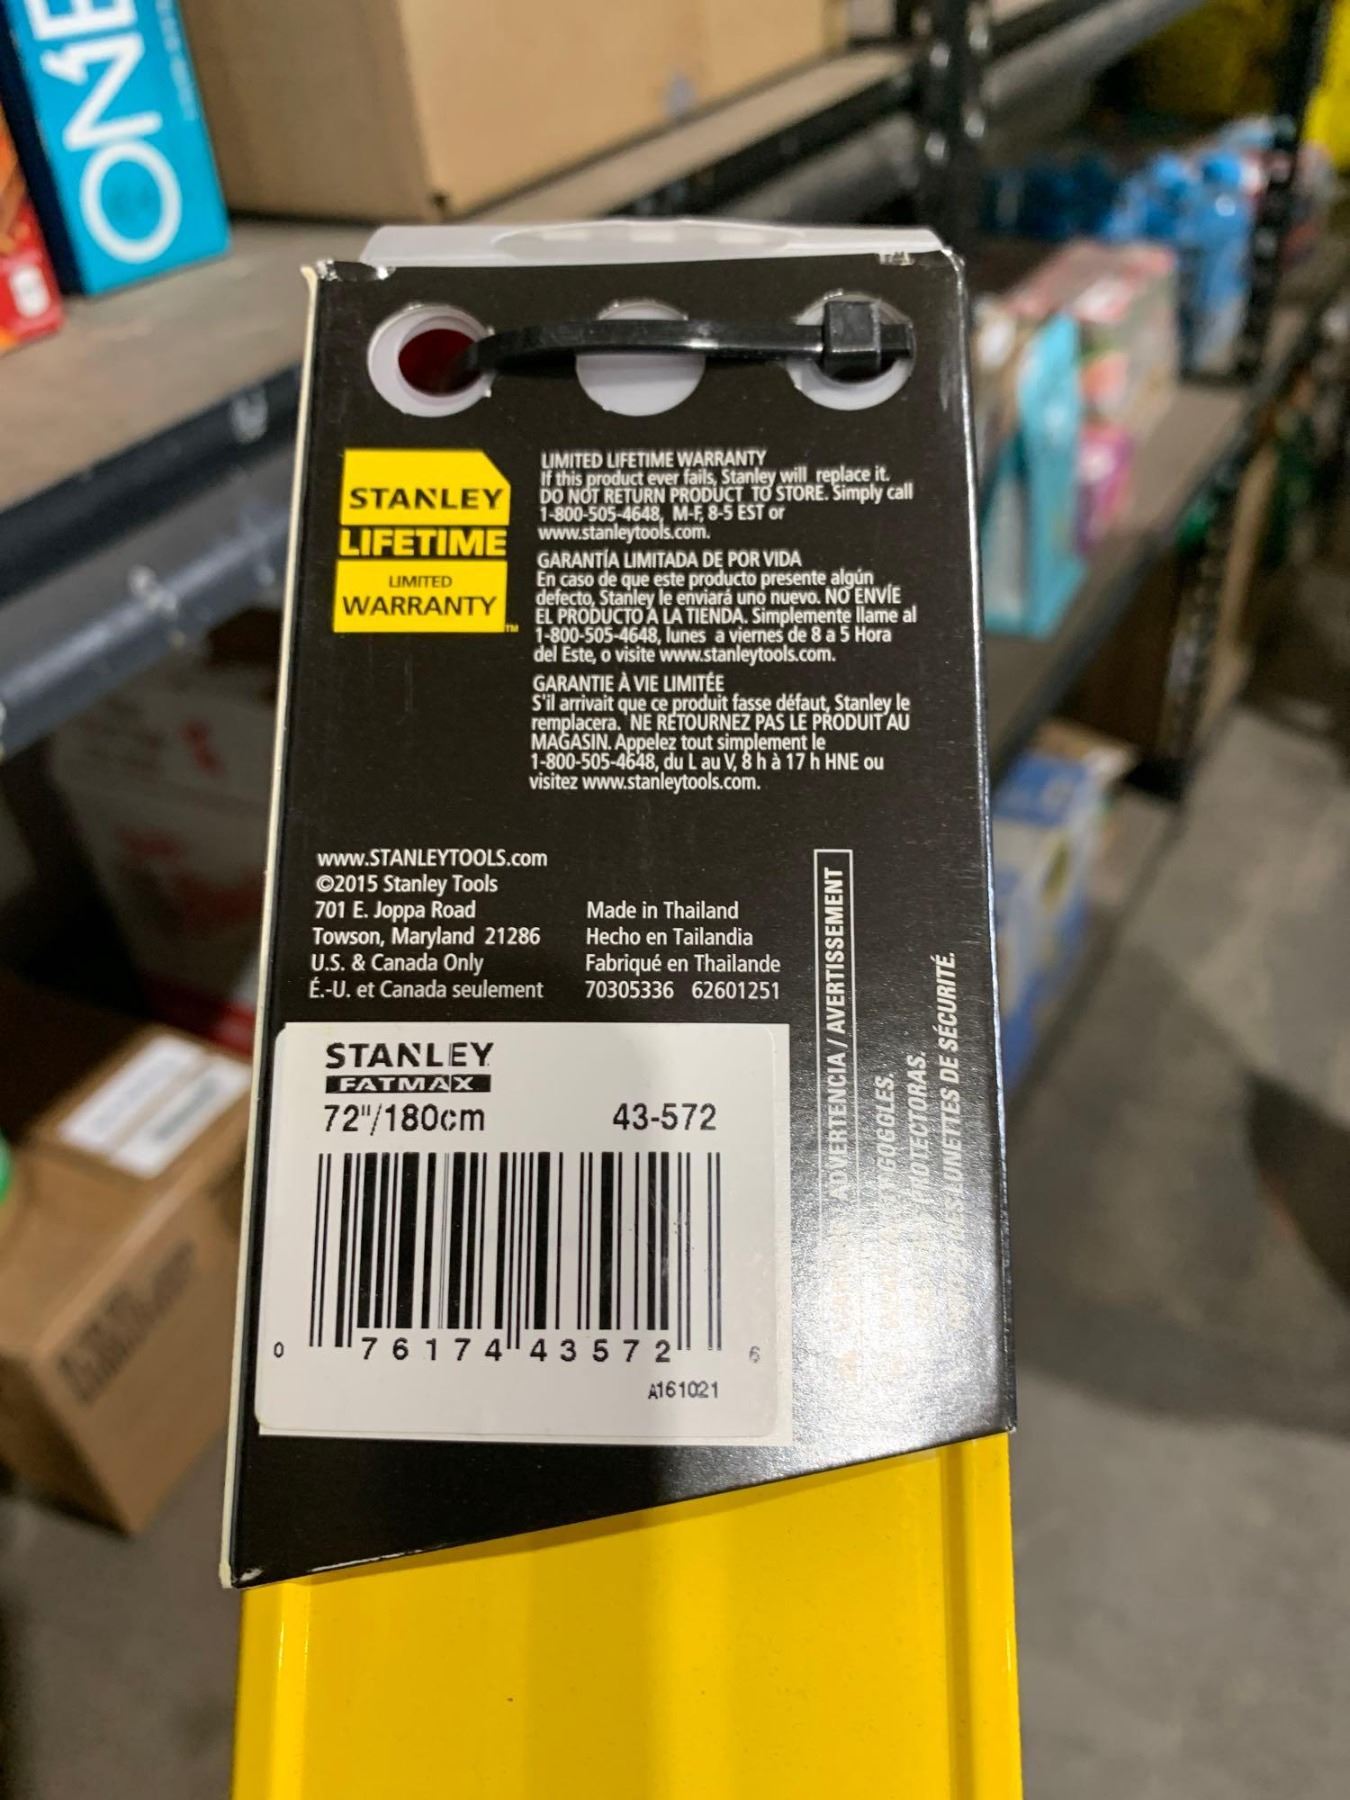 ONE
STANLEY
LIFETIME
LIMITED
WARRANTY
TM
LIMITED LIFETIME WARRANTY
If this product ever fails, Stanley will replace it.
DO NOT RETURN PRODUCT TO STORE. Simply call
1-800-505-4648, M-F, 8-5 EST or
www.stanleytools.com.
GARANTÍA LIMITADA DE POR VIDA
En caso de que este producto presente algún
defecto, Stanley le enviará uno nuevo. NO ENVÍE
EL PRODUCTO A LA TIENDA. Simplemente llame al
1-800-505-4648, lunes a viernes de 8 a 5 Hora
del Este, o visite www.stanleytools.com.
GARANTIE À VIE LIMITÉE
S'il arrivait que ce produit fasse défaut, Stanley le
remplacera. NE RETOURNEZ PAS LE PRODUIT AU
MAGASIN. Appelez tout simplement le
1-800-505-4648, du L au V, 8 h à 17 h HNE ou
visitez www.stanleytools.com.
www.STANLEYTOOLS.com
©2015 Stanley Tools
701 E. Joppa Road
Towson, Maryland 21286
U.S. & Canada Only
É.-U. et Canada seulement
Made in Thailand
Hecho en Tailandia
Fabriqué en Thailande
70305336 62601251
ADVERTENCIA / AVERTISSEMENT
GOGGLES.
PROTECTORAS.
LUNETTES DE SÉCURITÉ.
STANLEY
FATMAX
72"/180cm 43-572
0 76174 43572 6
A161021